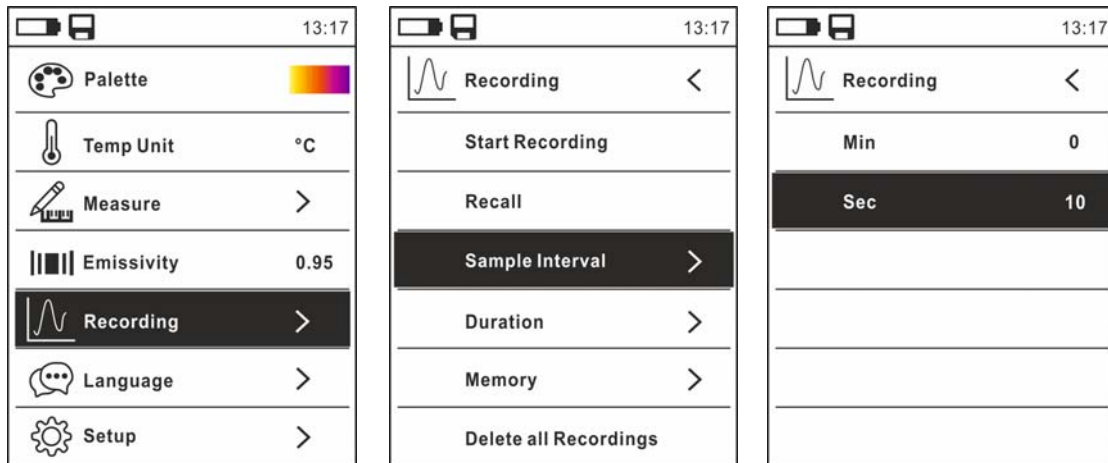 13:17
Palette
Temp Unit °C
Measure >
Emissivity 0.95
Recording >
Language >
Setup >
13:17
Recording <
Start Recording
Recall
Sample Interval >
Duration >
Memory >
Delete all Recordings
13:17
Recording <
Min 0
Sec 10